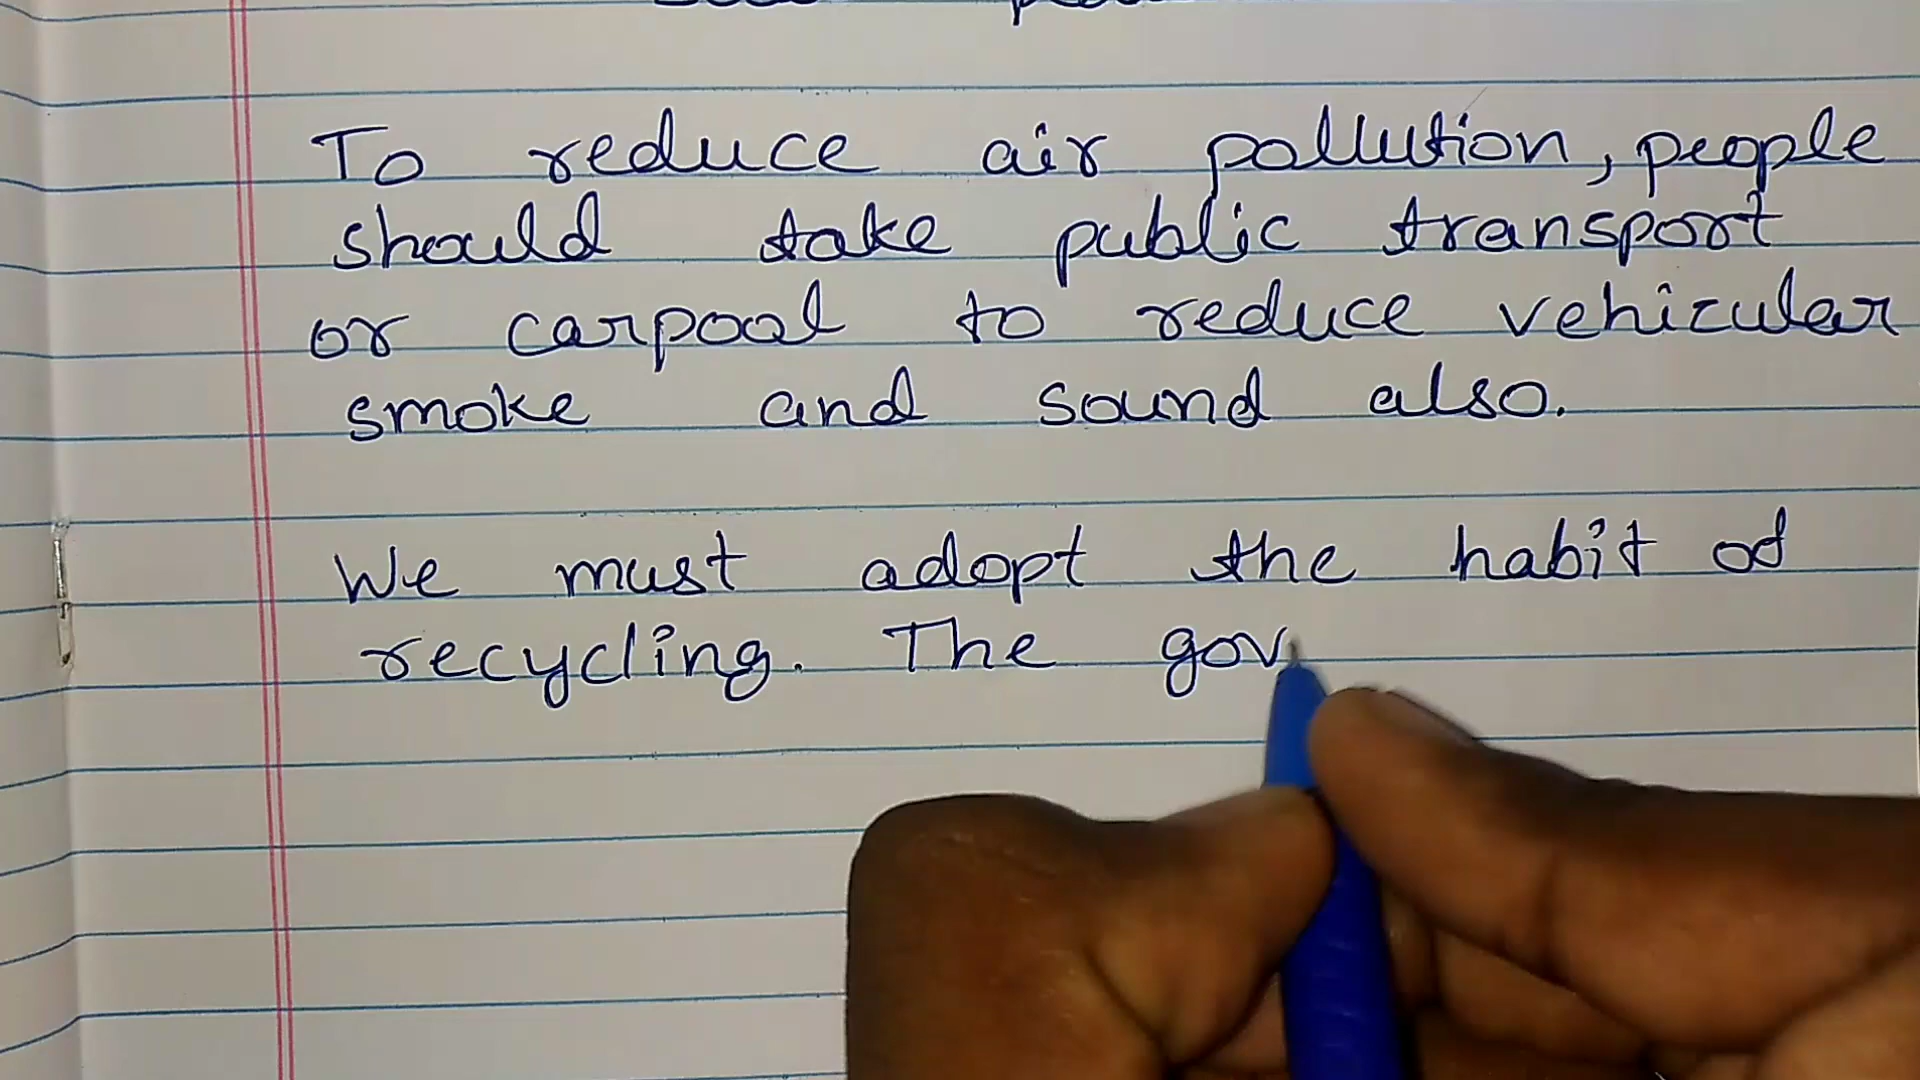 To reduce air pollution, people
should take public transport
or carpool to reduce vehicular
smoke and sound also.
We must adopt the habit of
recycling. The gov